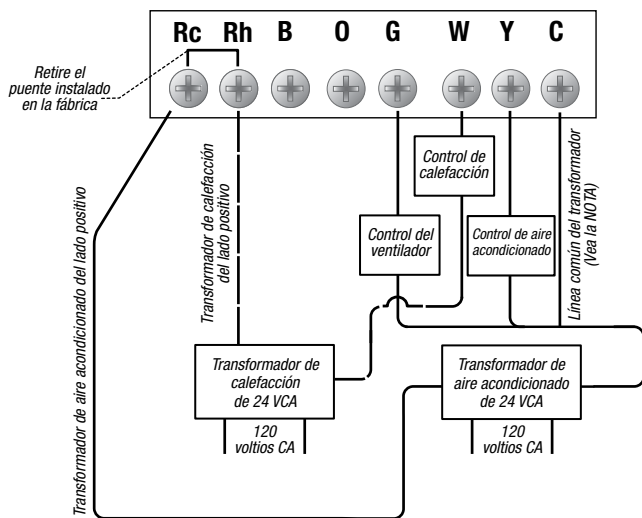 Rc Rh B O G W Y C
Retire el
puente instalado
en la fábrica
Transformador de aire acondicionado del lado positivo
Transformador de calefacción
del lado positivo
Control de
calefacción
Control del
ventilador
Control de aire
acondicionado
Línea común del transformador
(Vea la NOTA)
Transformador de
calefacción
de 24 VCA
120
voltios CA
Transformador de
aire acondicionado
de 24 VCA
120
voltios CA